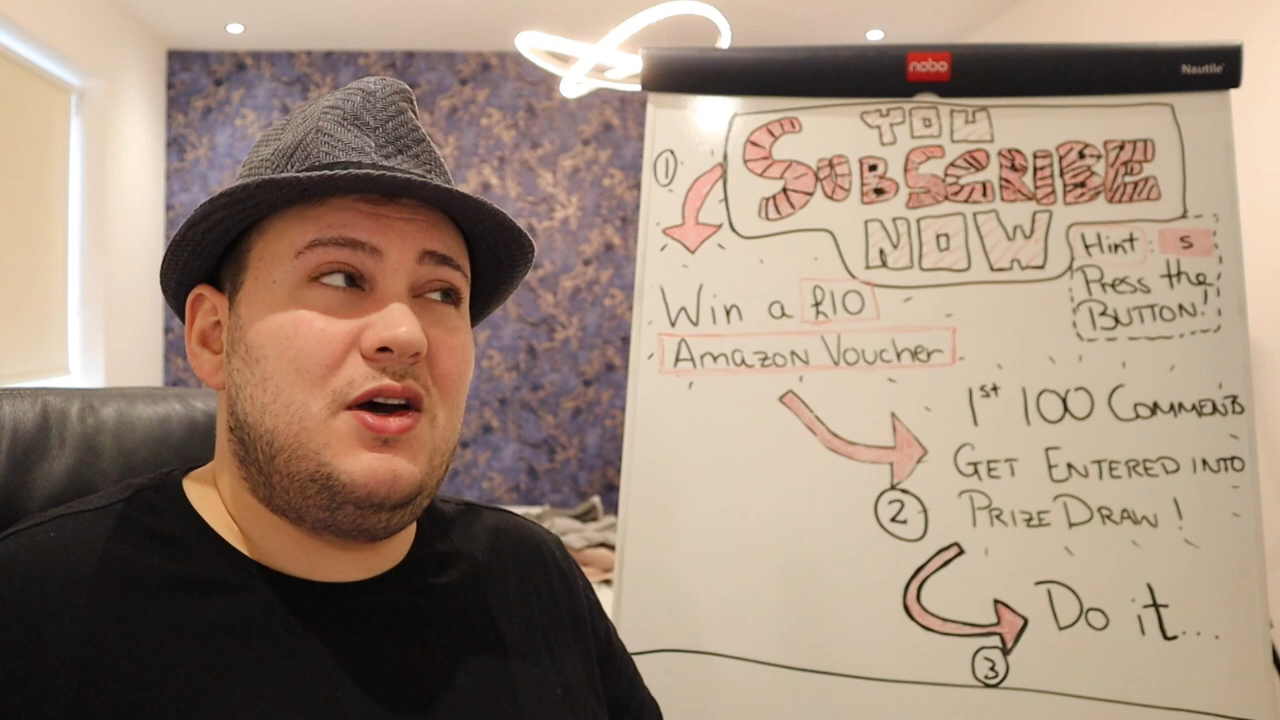 nobo
Nautile
YOU
SUBSCRIBE
NOW
1
Hint : S
Press the
BUTTON!
Win a £10
Amazon Voucher
1st 100 COMMENTS
GET ENTERED INTO
PRIZE DRAW!
2
Do it...
3